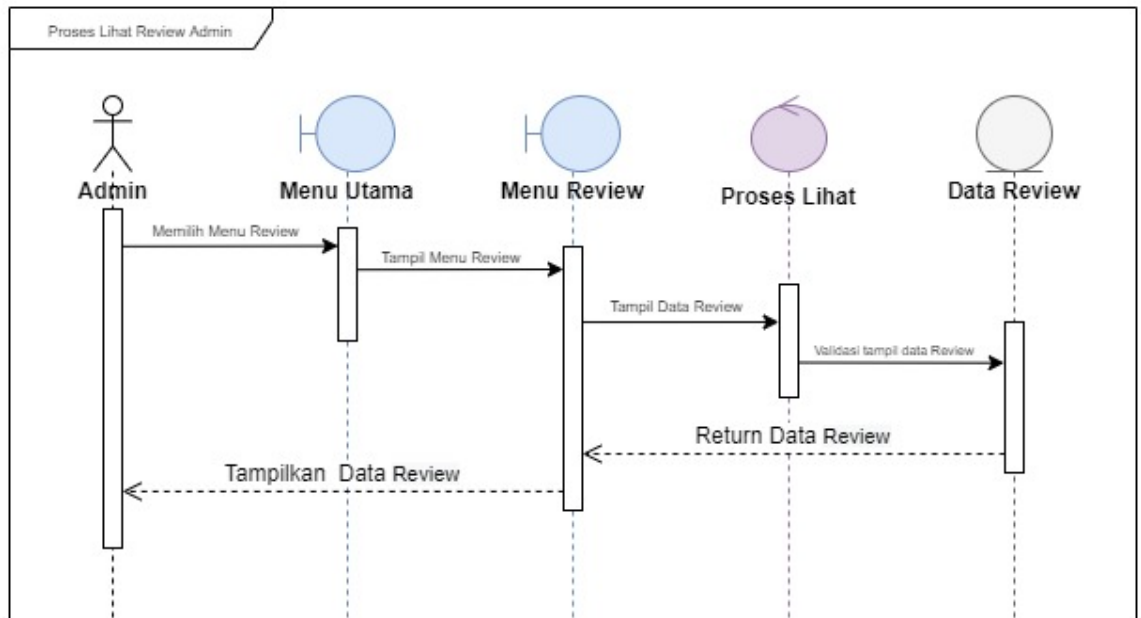 Proses Lihat Review Admin
Admin
Menu Utama
Menu Review
Proses Lihat
Data Review
Memilih Menu Review
Tampil Menu Review
Tampil Data Review
Validasi tampil data Review
Return Data Review
Tampilkan Data Review